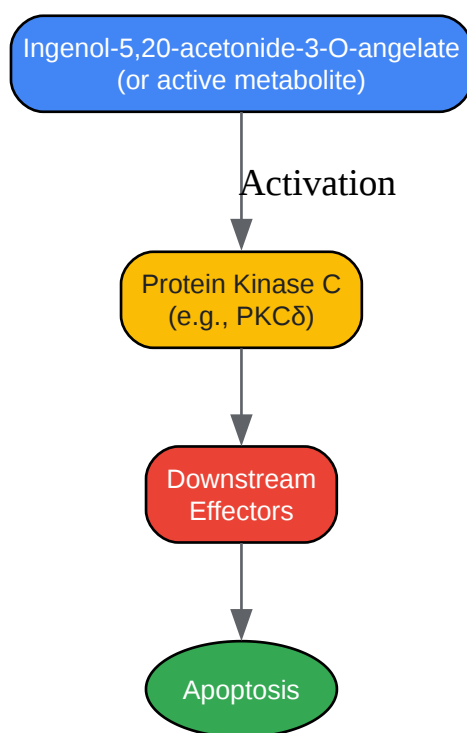 Ingenol-5,20-acetonide-3-O-angelate
(or active metabolite)
Activation
Protein Kinase C
(e.g., PKCδ)
Downstream
Effectors
Apoptosis